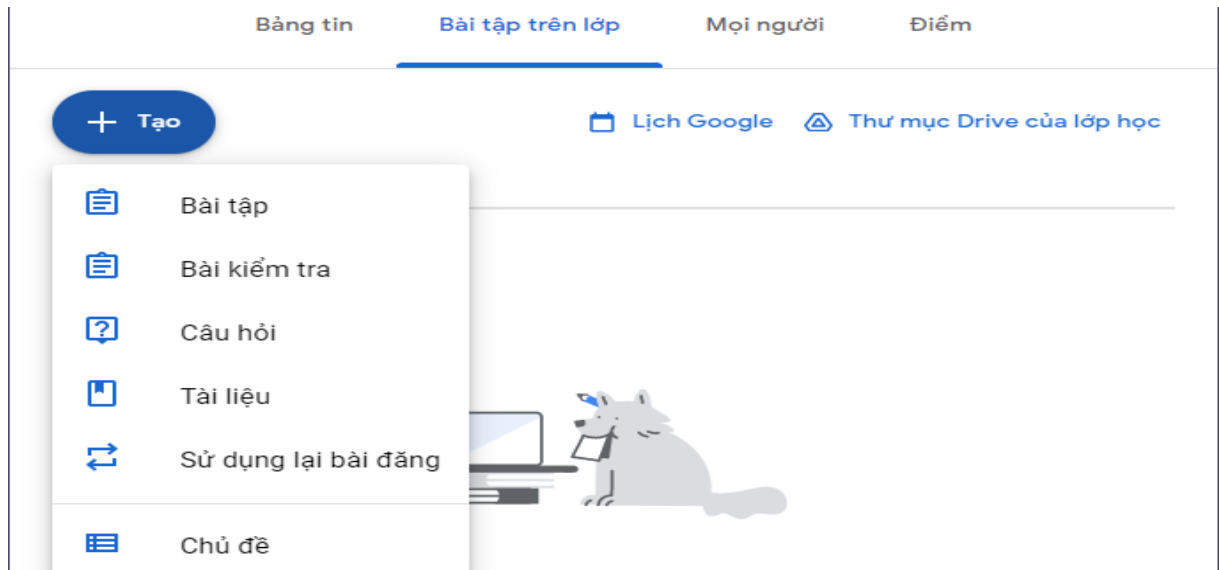 Bảng tin Bài tập trên lớp Mọi người Điểm
Tạo Lịch Google Thư mục Drive của lớp học
Bài tập
Bài kiểm tra
Câu hỏi
Tài liệu
Sử dụng lại bài đăng
Chủ đề